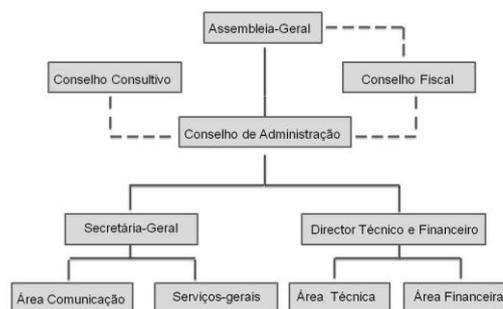 Assembleia-Geral
Conselho Consultivo
Conselho Fiscal
Conselho de Administração
Secretária-Geral
Director Técnico e Financeiro
Área Comunicação
Serviços-gerais
Área Técnica
Área Financeira